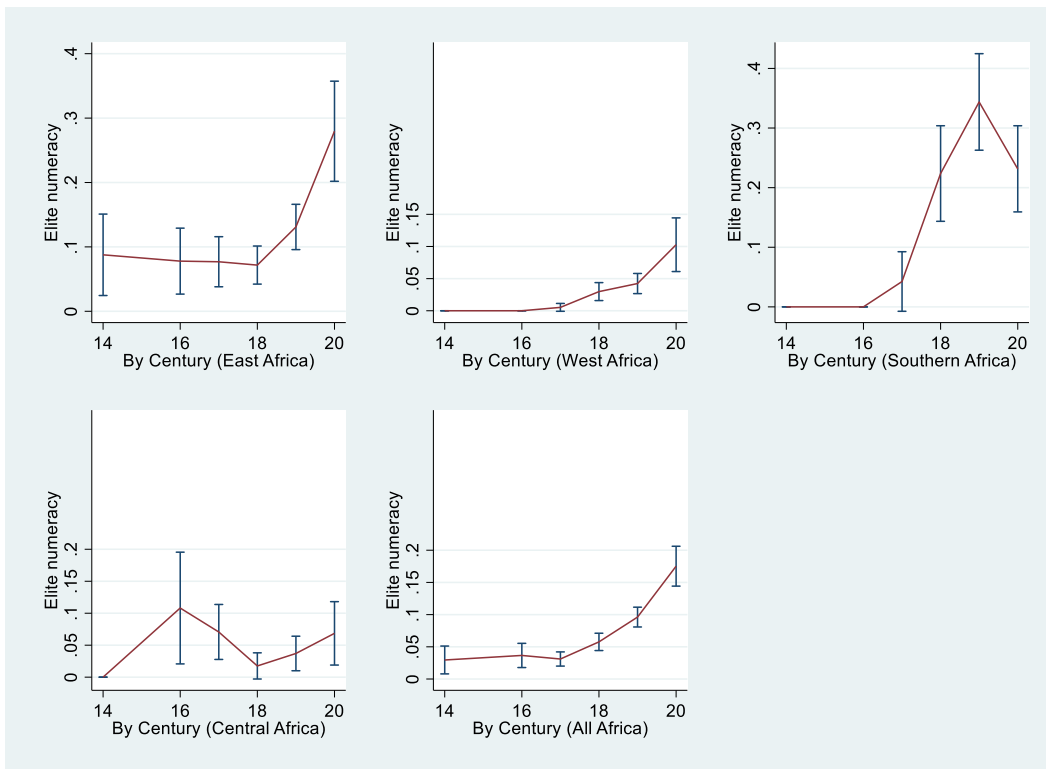 Elite numeracy
.4
.3
.2
.1
0
14 16 18 20
By Century (East Africa)
Elite numeracy
.15
.1
.05
0
14 16 18 20
By Century (West Africa)
Elite numeracy
.4
.3
.2
.1
0
14 16 18 20
By Century (Southern Africa)
Elite numeracy
.2
.15
.1
.05
0
14 16 18 20
By Century (Central Africa)
Elite numeracy
.2
.15
.1
.05
0
14 16 18 20
By Century (All Africa)